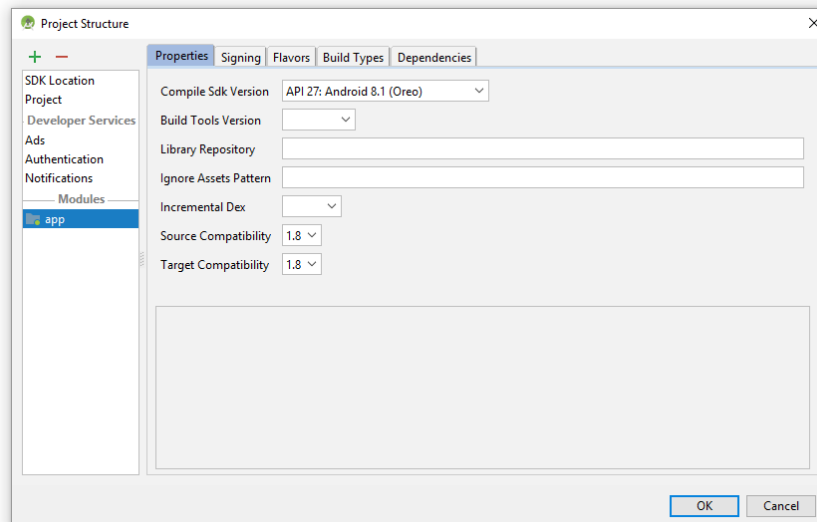 Project Structure
SDK Location
Project
Developer Services
Ads
Authentication
Notifications
Modules
app
Properties Signing Flavors Build Types Dependencies
Compile Sdk Version API 27: Android 8.1 (Oreo)
Build Tools Version
Library Repository
Ignore Assets Pattern
Incremental Dex
Source Compatibility 1.8
Target Compatibility 1.8
OK Cancel